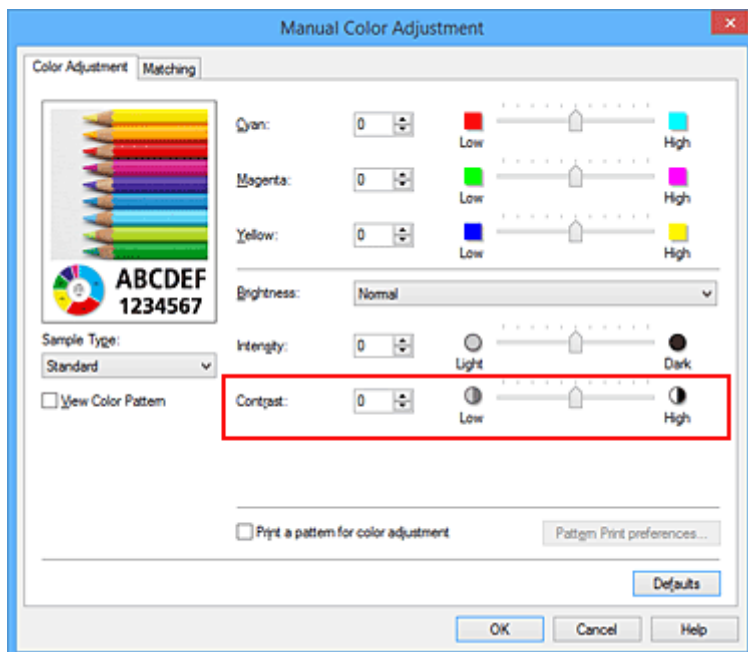 Manual Color Adjustment
Color Adjustment Matching
ABCDEF
1234567
Sample Type:
Standard
View Color Pattern
Cyan: 0 Low High
Magenta: 0 Low High
Yellow: 0 Low High
Brightness: Normal
Intensity: 0 Light Dark
Contrast: 0 Low High
Print a pattern for color adjustment Pattern Print preferences...
Defaults
OK Cancel Help